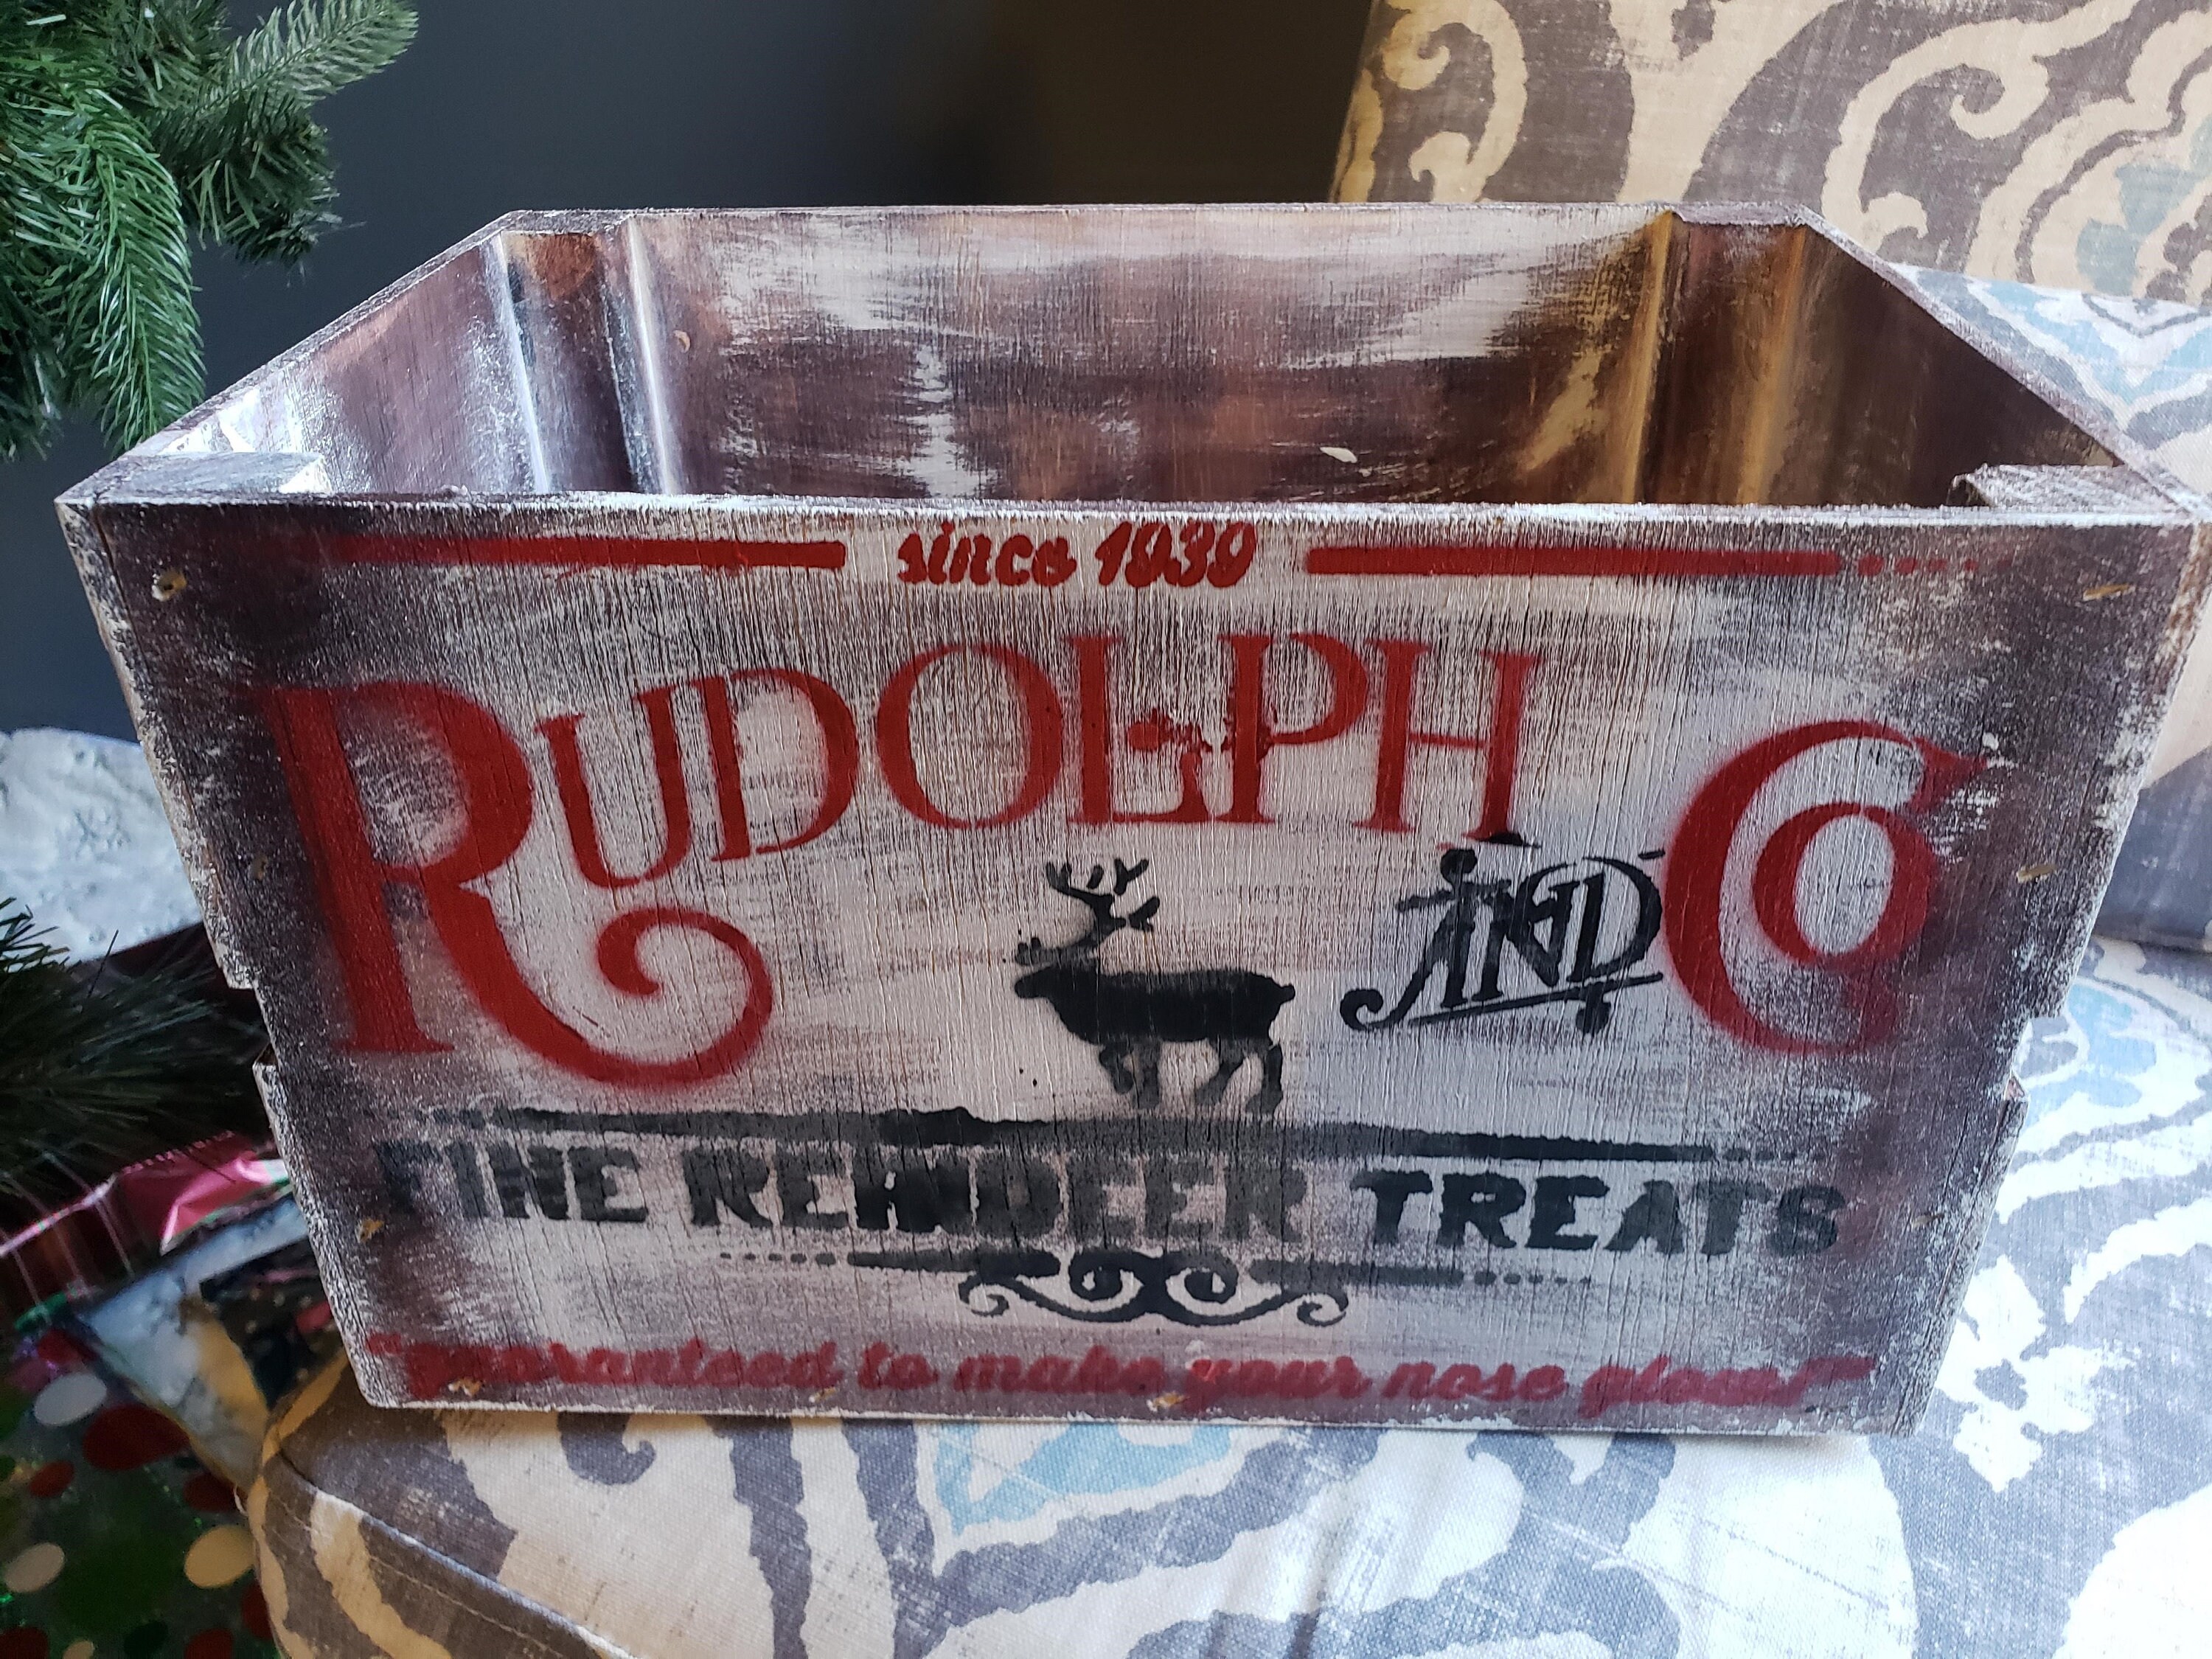 since 1939
RUDOLPH AND Co
FINE REINDEER TREATS
"guaranteed to make your nose glow!"